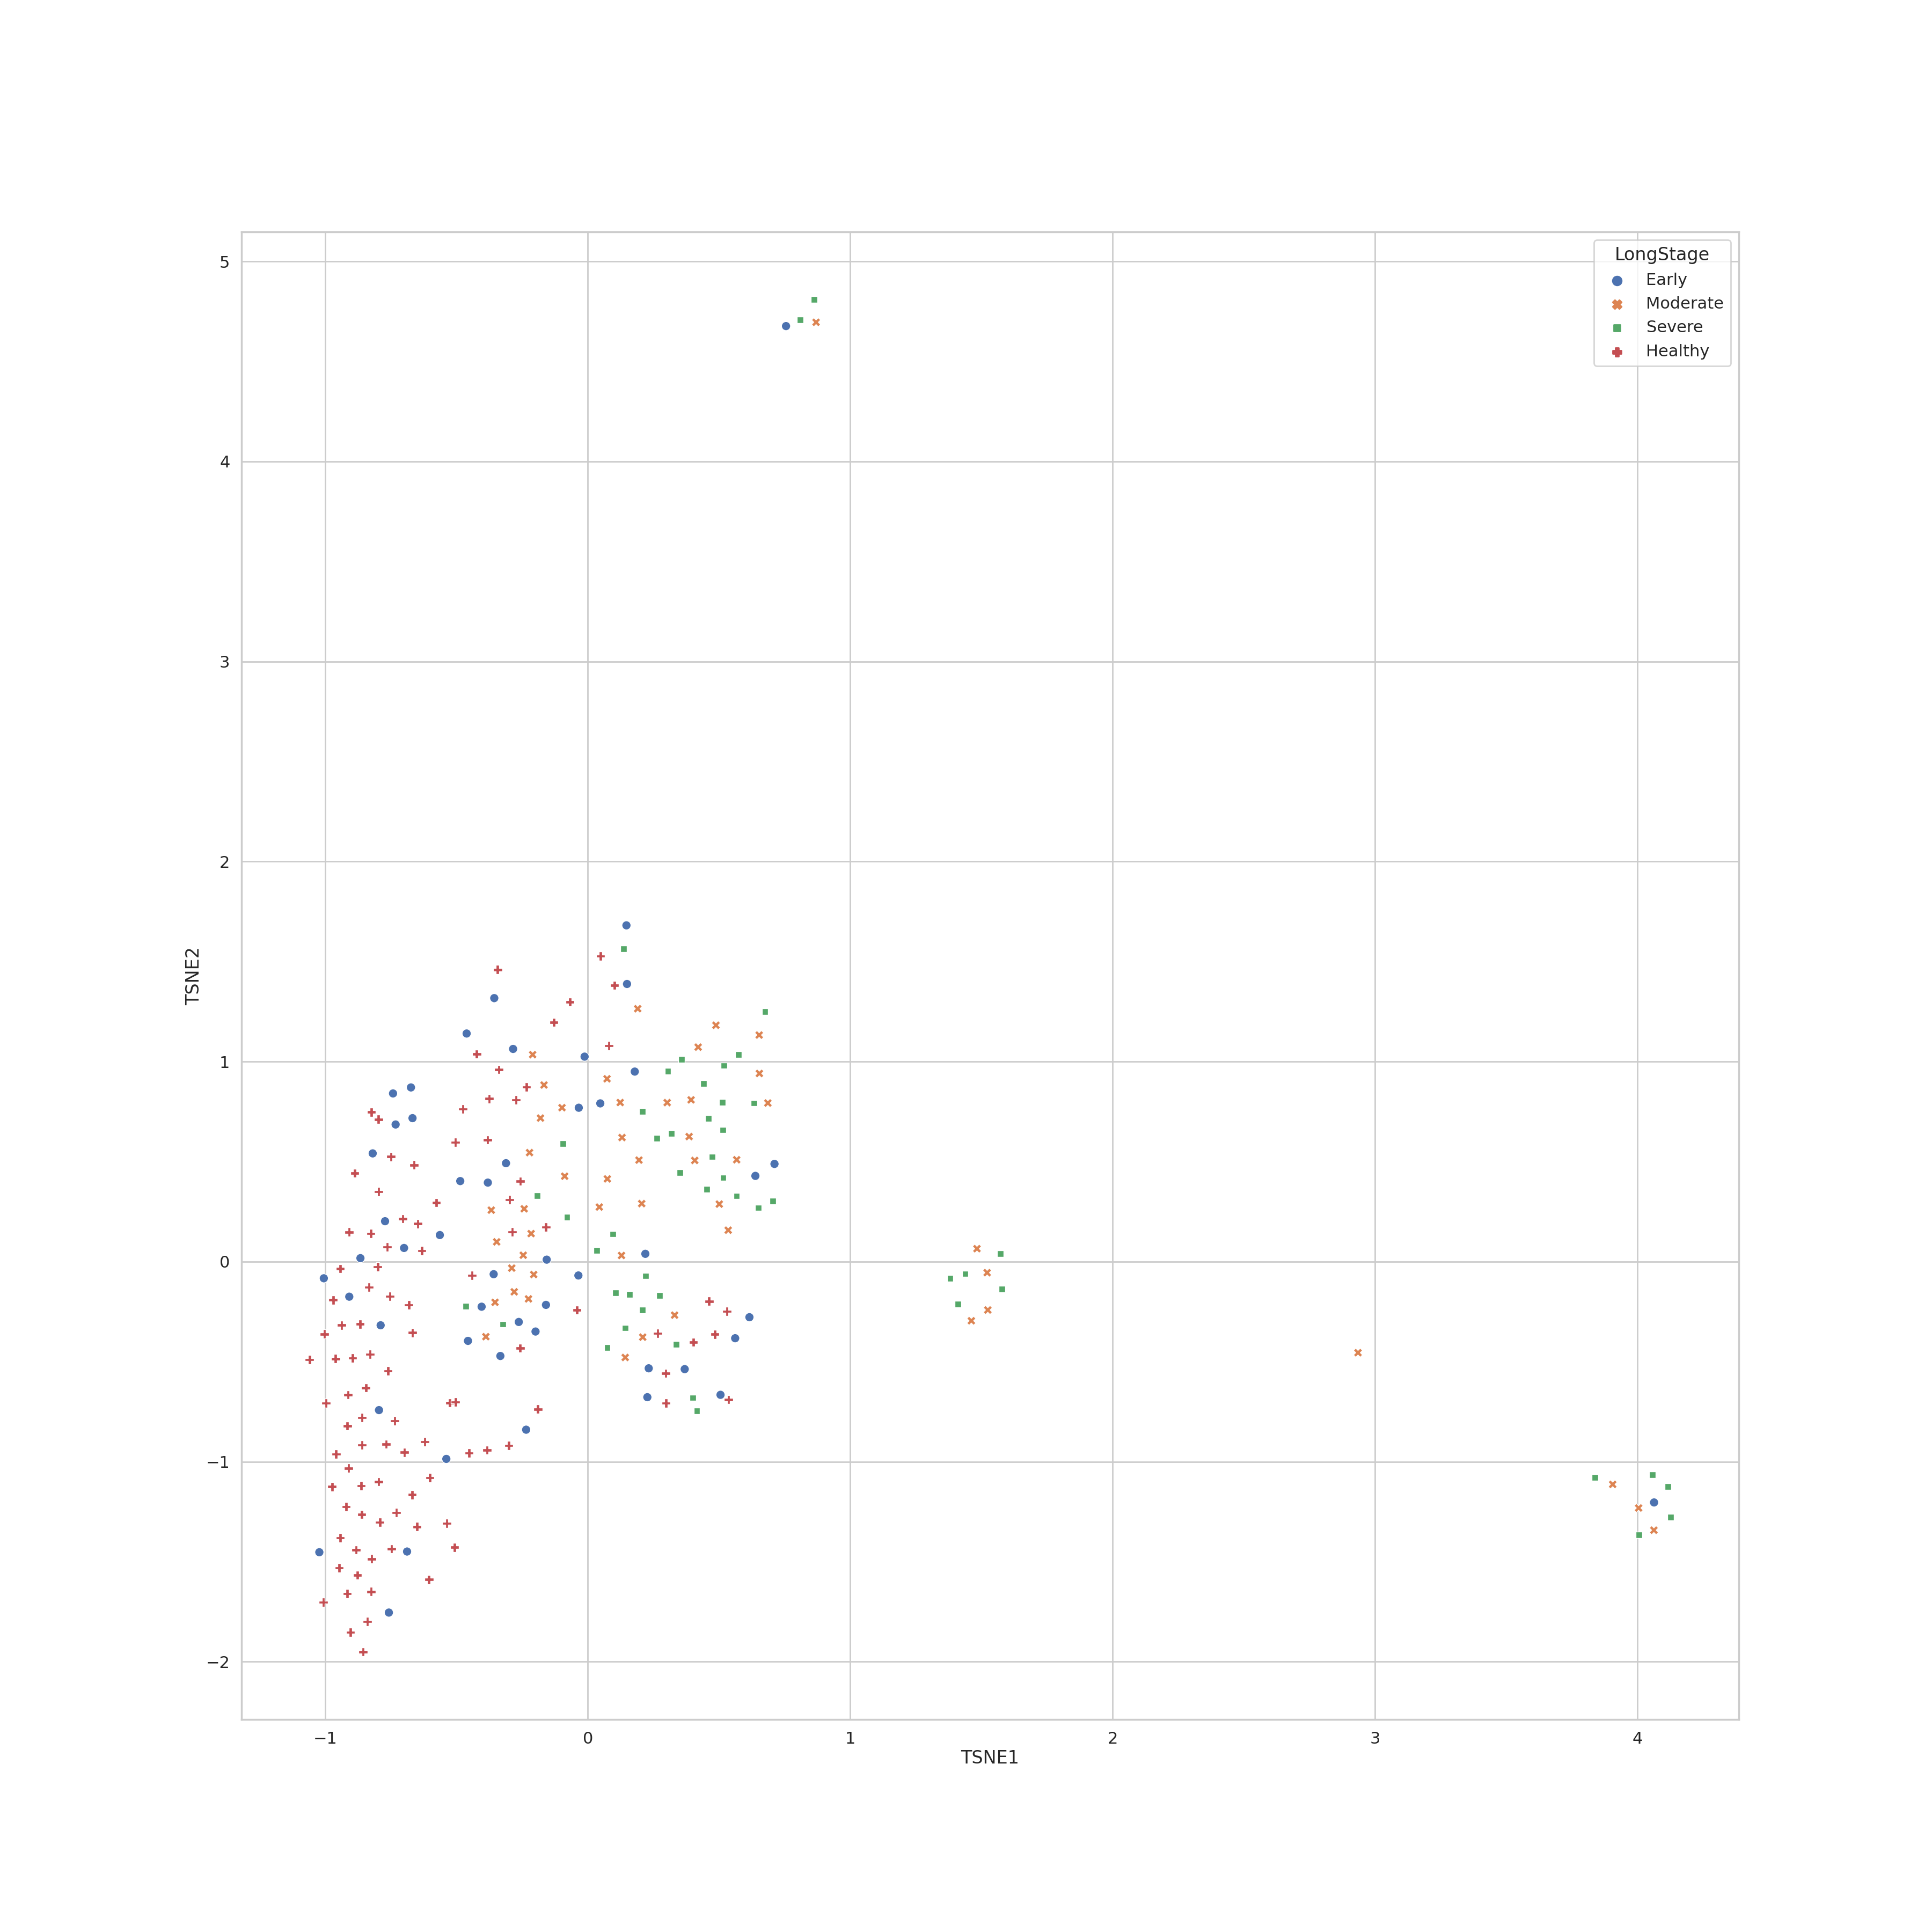 LongStage
Early
Moderate
Severe
Healthy
5
4
3
2
1
0
−1
−2
TSNE2
−1 0 1 2 3 4
TSNE1